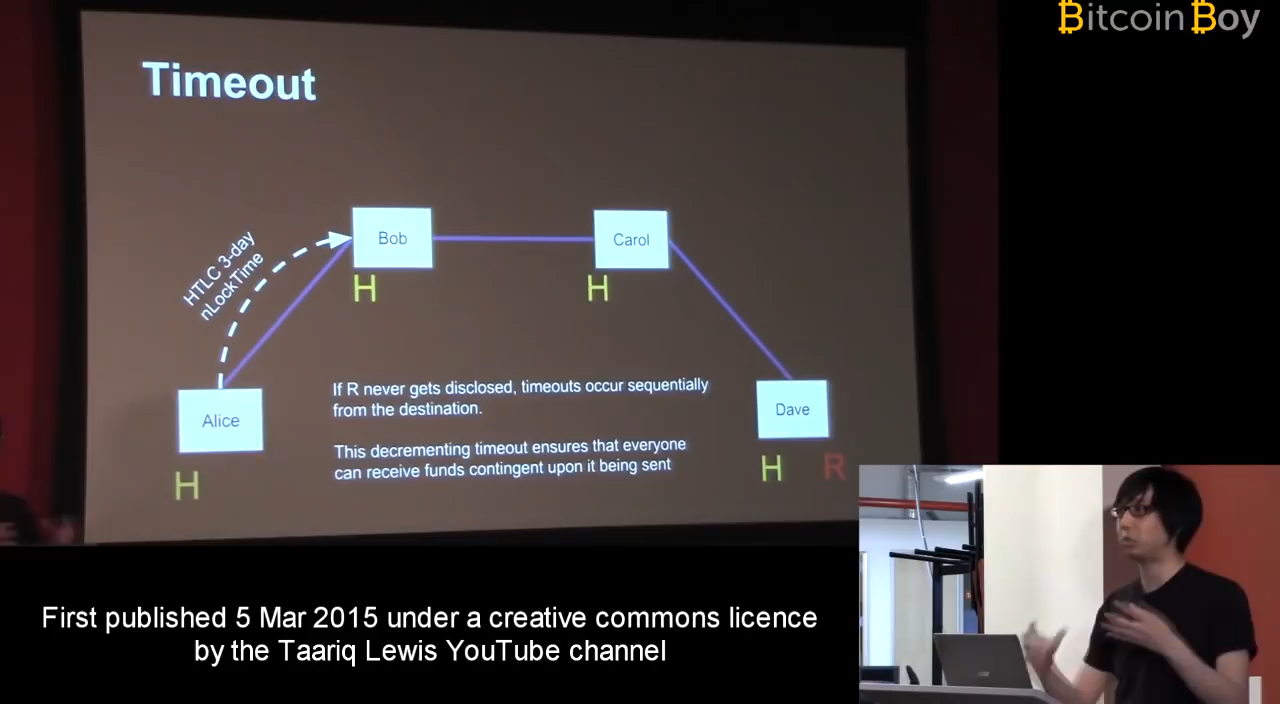 Bitcoin Boy
Timeout
Bob
Carol
HTLC 3-day
nLockTime
H
H
If R never gets disclosed, timeouts occur sequentially
from the destination.
Alice
Dave
This decrementing timeout ensures that everyone
can receive funds contingent upon it being sent
H
H R
First published 5 Mar 2015 under a creative commons licence
by the Taariq Lewis YouTube channel